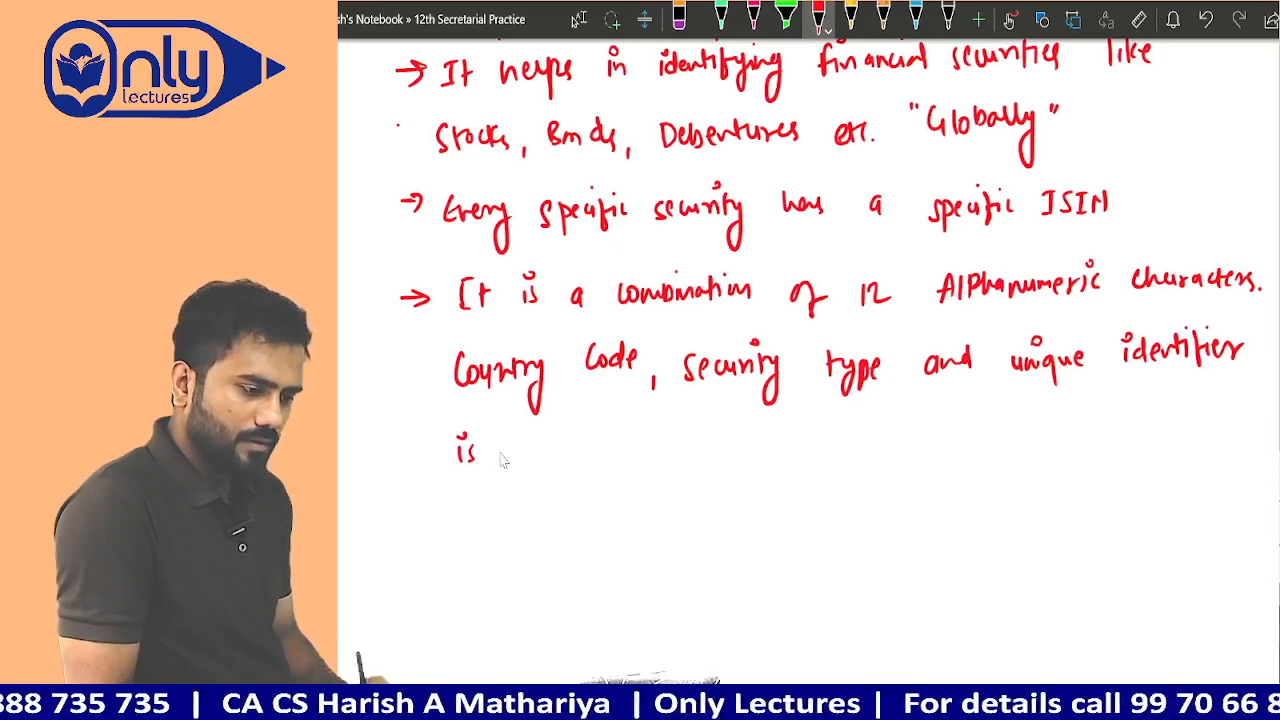 Only
lectures
sh's Notebook » 12th Secretarial Practice
→ It helps in identifying financial securities like
Stocks, Bonds, Debentures etc. "Globally"
→ Every specific security has a specific ISIN
→ It is a combination of 12 Alphanumeric characters.
Country Code, security type and unique identifier
is
888 735 735 | CA CS Harish A Mathariya | Only Lectures | For details call 99 70 66 8